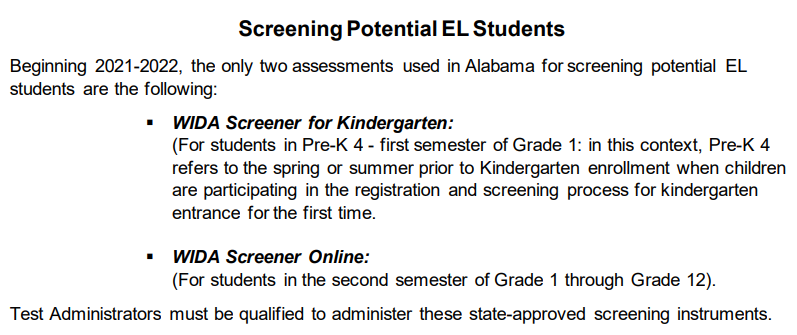 Screening Potential EL Students
Beginning 2021-2022, the only two assessments used in Alabama for screening potential EL
students are the following:
▪ WIDA Screener for Kindergarten:
(For students in Pre-K 4 - first semester of Grade 1: in this context, Pre-K 4
refers to the spring or summer prior to Kindergarten enrollment when children
are participating in the registration and screening process for kindergarten
entrance for the first time.
▪ WIDA Screener Online:
(For students in the second semester of Grade 1 through Grade 12).
Test Administrators must be qualified to administer these state-approved screening instruments.